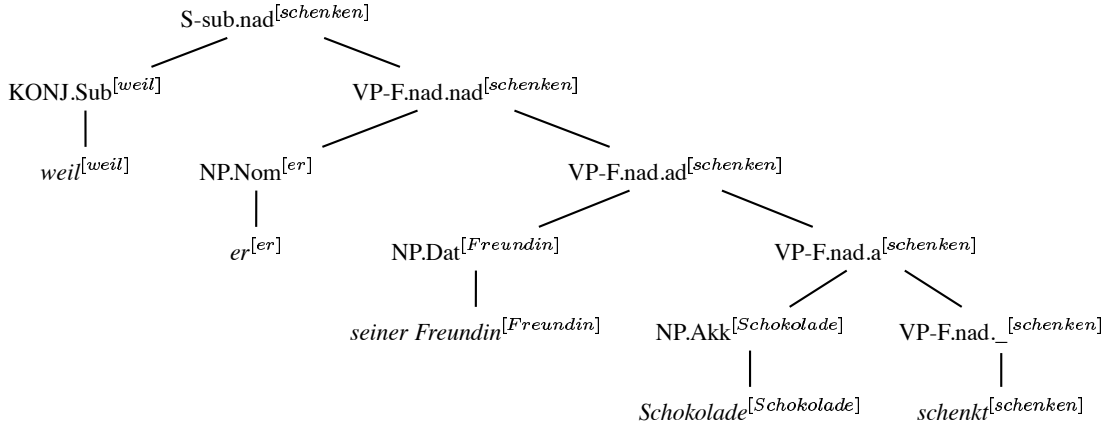 S-sub.nad[schenken]
KONJ.Sub[weil] VP-F.nad.nad[schenken]
weil[weil] NP.Nom[er] VP-F.nad.ad[schenken]
er[er] NP.Dat[Freundin] VP-F.nad.a[schenken]
seiner Freundin[Freundin] NP.Akk[Schokolade] VP-F.nad._[schenken]
Schokolade[Schokolade] schenkt[schenken]